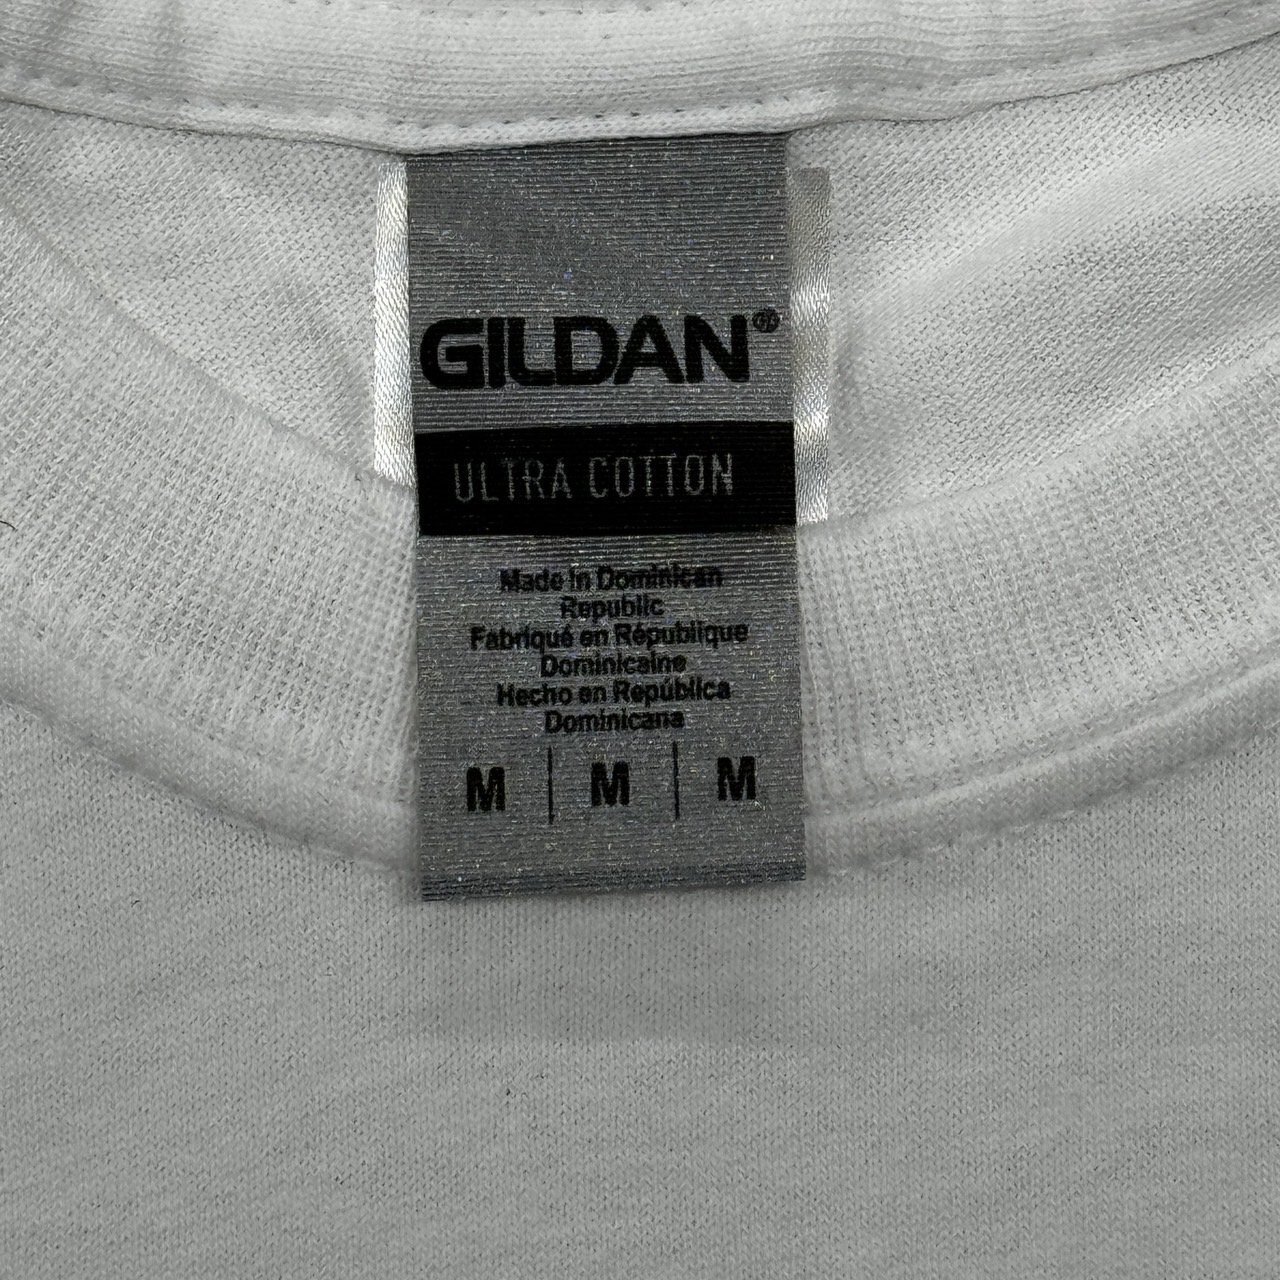 GILDAN®
ULTRA COTTON
Made in Dominican
Republic
Fabriqué en République
Dominicaine
Hecho en República
Dominicana
M | M | M